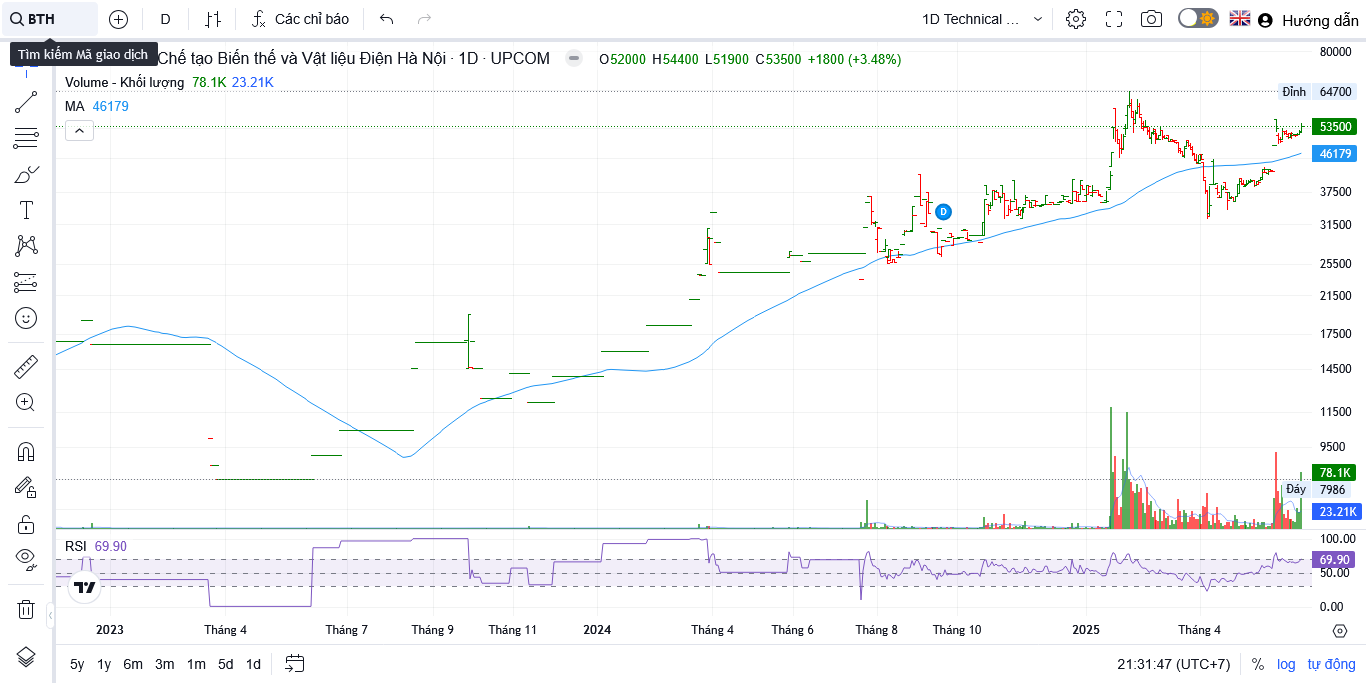 BTH
D
Các chỉ báo
1D Technical ...
Hướng dẫn
Tìm kiếm Mã giao dịch
Chế tạo Biến thế và Vật liệu Điện Hà Nội · 1D · UPCOM
O52000 H54400 L51900 C53500 +1800 (+3.48%)
Volume - Khối lượng 78.1K 23.21K
MA 46179
80000
Đỉnh 64700
53500
46179
37500
31500
25500
21500
17500
14500
11500
9500
78.1K
Đáy 7986
23.21K
D
RSI 69.90
100.00
69.90
50.00
0.00
2023 Tháng 4 Tháng 7 Tháng 9 Tháng 11 2024 Tháng 4 Tháng 6 Tháng 8 Tháng 10 2025 Tháng 4
5y 1y 6m 3m 1m 5d 1d
21:31:47 (UTC+7) % log tự động